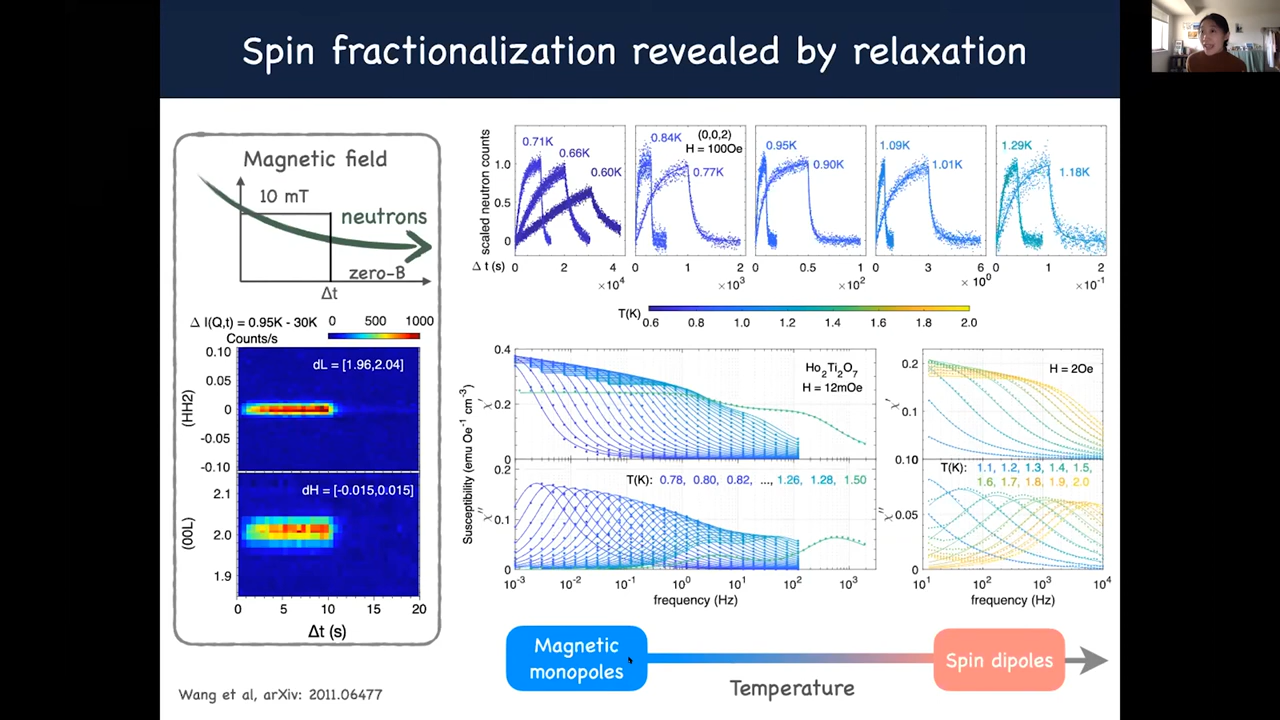 Spin fractionalization revealed by relaxation
Magnetic field
10 mT
neutrons
zero-B
Δt
Δ I(Q,t) = 0.95K - 30K
Counts/s
0 500 1000
dL = [1.96,2.04]
(HH2)
0.10
0.05
0
-0.05
-0.10
dH = [-0.015,0.015]
(00L)
2.1
2.0
1.9
0 5 10 15 20
Δt (s)
Wang et al, arXiv: 2011.06477
scaled neutron counts
1.0
0.5
0
0.71K
0.66K
0.60K
0.84K
(0,0,2)
H = 100Oe
0.77K
0.95K
0.90K
1.09K
1.01K
1.29K
1.18K
Δ t (s)
0 2 4
×10⁴
0 1 2
×10³
0 0.5 1
×10²
0 3 6
×10⁰
0 1 2
×10⁻¹
T(K)
0.6 0.8 1.0 1.2 1.4 1.6 1.8 2.0
Susceptibility (emu Oe⁻¹ cm⁻³)
χ'
0.4
0.2
0
Ho₂Ti₂O₇
H = 12mOe
χ''
0.2
0.1
0
T(K): 0.78, 0.80, 0.82, ..., 1.26, 1.28, 1.50
10⁻³ 10⁻² 10⁻¹ 10⁰ 10¹ 10² 10³
frequency (Hz)
χ'
0.2
0.1
0
H = 2Oe
χ''
0.10
0.05
0
T(K): 1.1, 1.2, 1.3, 1.4, 1.5,
1.6, 1.7, 1.8, 1.9, 2.0
10¹ 10² 10³ 10⁴
frequency (Hz)
Magnetic
monopoles
Temperature
Spin dipoles